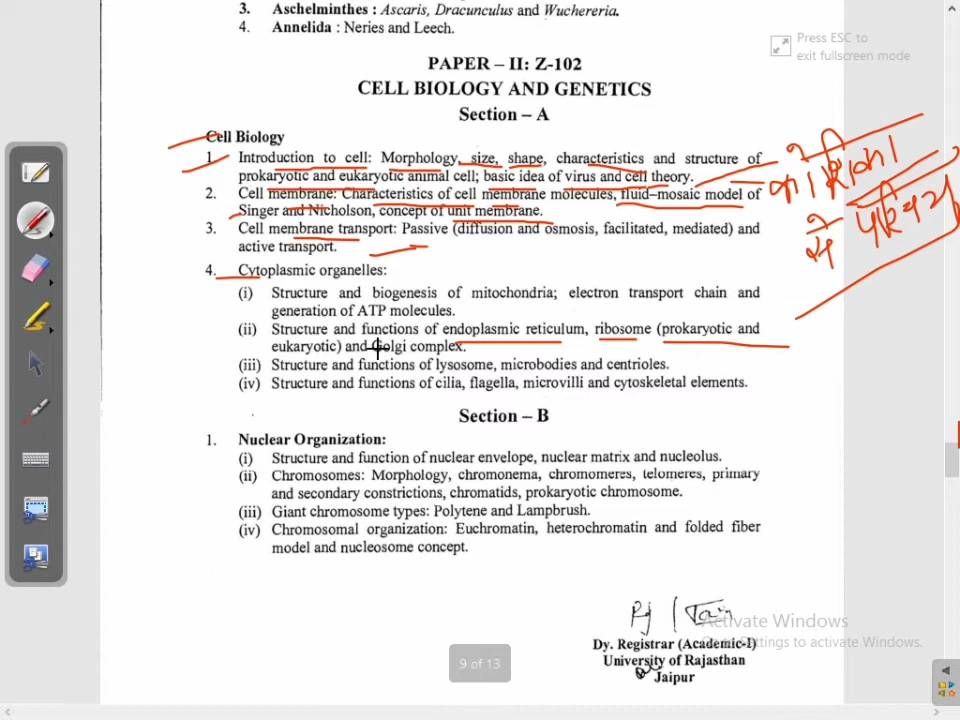 3. Aschelminthes : Ascaris, Dracunculus and Wuchereria.
4. Annelida : Neries and Leech.
Press ESC to
exit fullscreen mode
PAPER – II: Z-102
CELL BIOLOGY AND GENETICS
Section – A
Cell Biology
1. Introduction to cell: Morphology, size, shape, characteristics and structure of
prokaryotic and eukaryotic animal cell; basic idea of virus and cell theory.
2. Cell membrane: Characteristics of cell membrane molecules, fluid-mosaic model of
Singer and Nicholson, concept of unit membrane.
3. Cell membrane transport: Passive (diffusion and osmosis, facilitated, mediated) and
active transport.
कोशिका
से परिचय
4. Cytoplasmic organelles:
(i) Structure and biogenesis of mitochondria; electron transport chain and
generation of ATP molecules.
(ii) Structure and functions of endoplasmic reticulum, ribosome (prokaryotic and
eukaryotic) and Golgi complex.
(iii) Structure and functions of lysosome, microbodies and centrioles.
(iv) Structure and functions of cilia, flagella, microvilli and cytoskeletal elements.
Section – B
1. Nuclear Organization:
(i) Structure and function of nuclear envelope, nuclear matrix and nucleolus.
(ii) Chromosomes: Morphology, chromonema, chromomeres, telomeres, primary
and secondary constrictions, chromatids, prokaryotic chromosome.
(iii) Giant chromosome types: Polytene and Lampbrush.
(iv) Chromosomal organization: Euchromatin, heterochromatin and folded fiber
model and nucleosome concept.
Activate Windows
Go to Settings to activate Windows.
Dy. Registrar (Academic-I)
University of Rajasthan
Jaipur
9 of 13